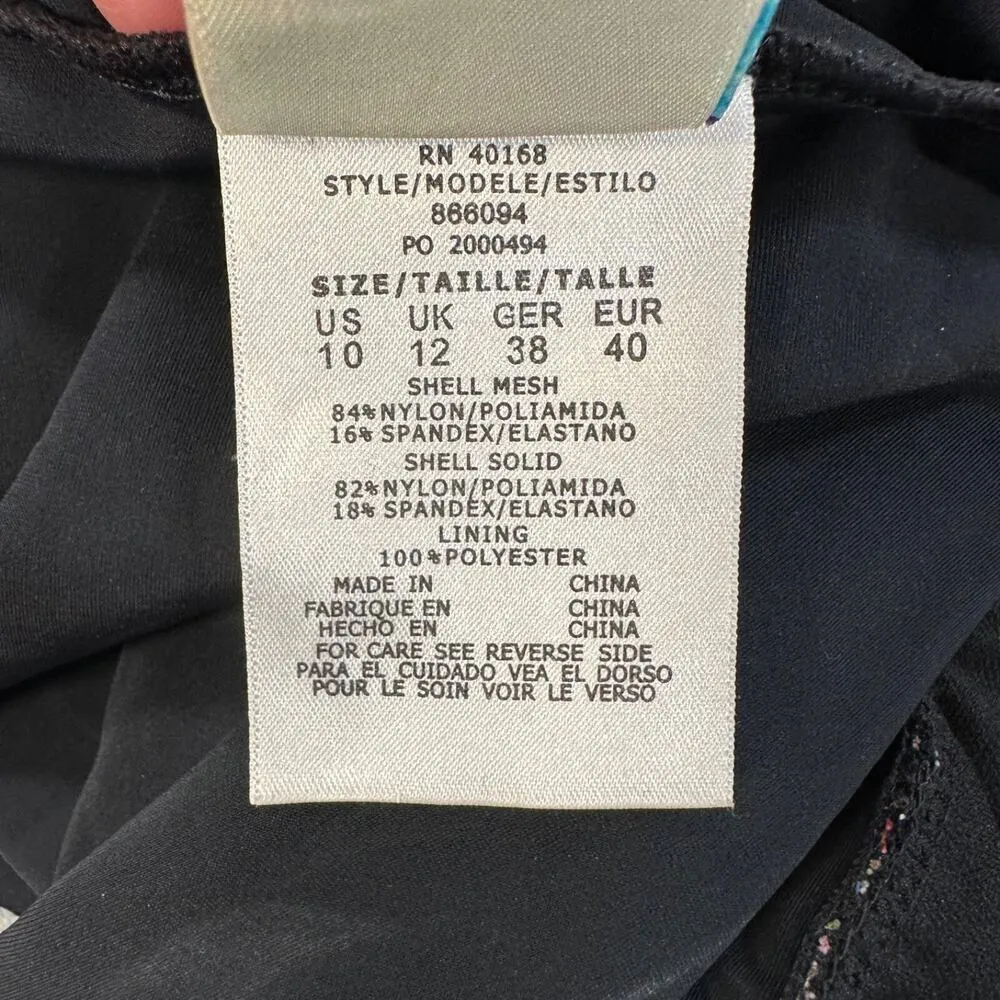 RN 40168
STYLE/MODELE/ESTILO
866094
PO 2000494
SIZE/TAILLE/TALLE
US UK GER EUR
10 12 38 40
SHELL MESH
84%NYLON/POLIAMIDA
16% SPANDEX/ELASTANO
SHELL SOLID
82%NYLON/POLIAMIDA
18% SPANDEX/ELASTANO
LINING
100%POLYESTER
MADE IN CHINA
FABRIQUE EN CHINA
HECHO EN CHINA
FOR CARE SEE REVERSE SIDE
PARA EL CUIDADO VEA EL DORSO
POUR LE SOIN VOIR LE VERSO